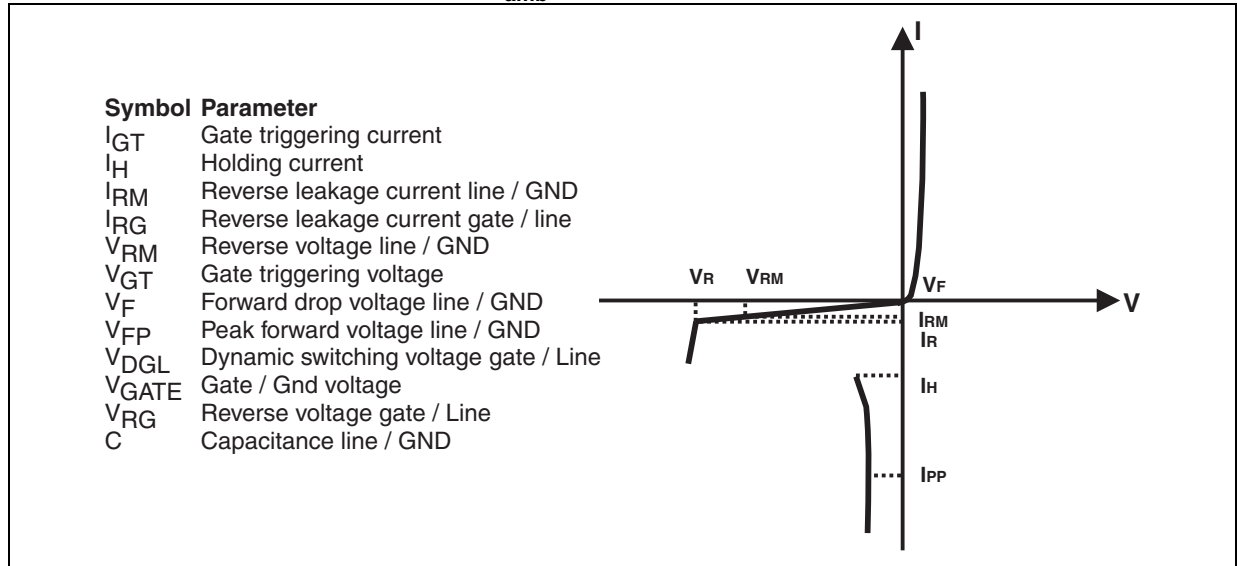 Symbol Parameter
IGT Gate triggering current
IH Holding current
IRM Reverse leakage current line / GND
IRG Reverse leakage current gate / line
VRM Reverse voltage line / GND
VGT Gate triggering voltage
VF Forward drop voltage line / GND
VFP Peak forward voltage line / GND
VDGL Dynamic switching voltage gate / Line
VGATE Gate / Gnd voltage
VRG Reverse voltage gate / Line
C Capacitance line / GND
I
VR VRM
VF
V
IRM
IR
IH
IPP